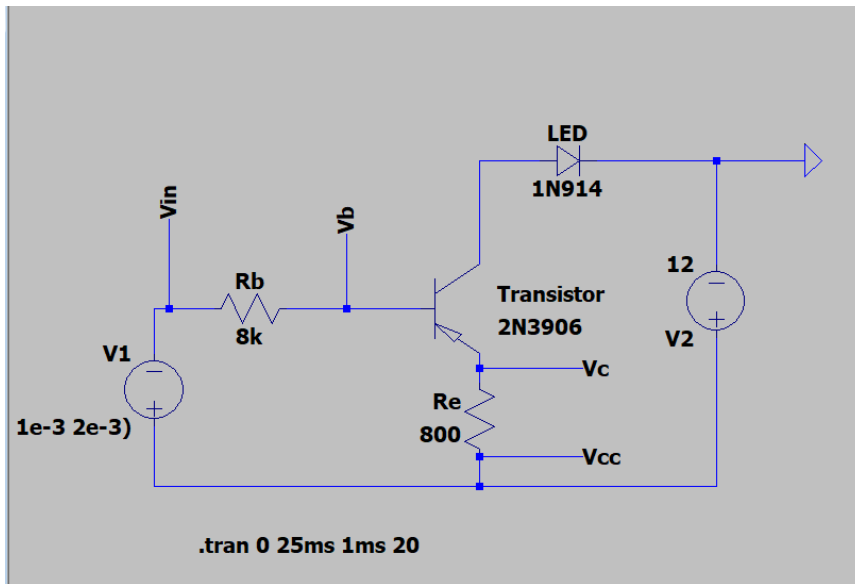 LED
1N914
Vin
Vb
Rb
8k
Transistor
2N3906
12
V2
V1
1e-3 2e-3)
Vc
Re
800
Vcc
.tran 0 25ms 1ms 20